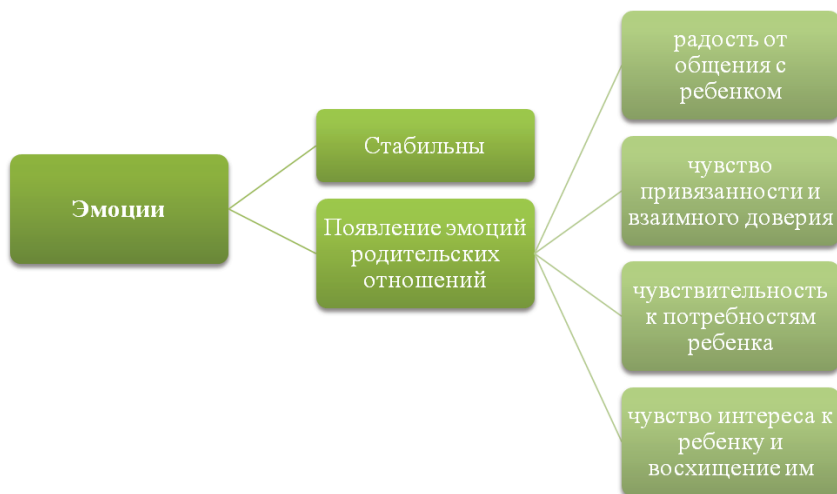 Эмоции
Стабильны
Появление эмоций
родительских
отношений
радость от
общения с
ребенком
чувство
привязанности и
взаимного доверия
чувствительность
к потребностям
ребенка
чувство интереса к
ребенку и
восхищение им